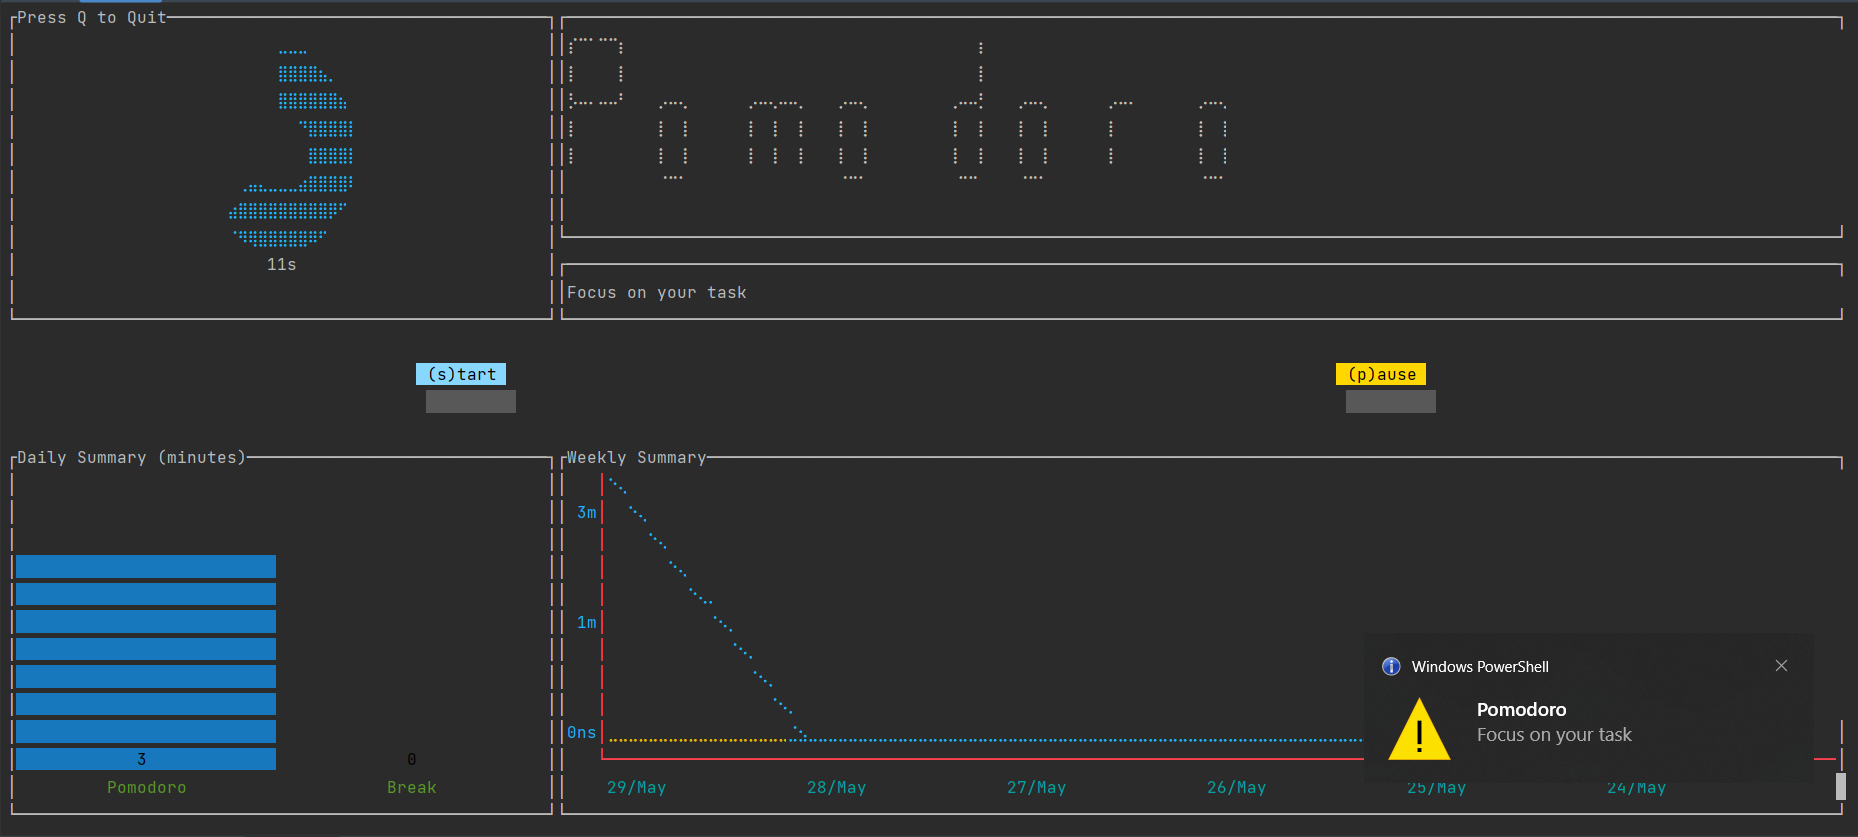 Press Q to Quit
Pomodoro
11s
Focus on your task
(s)tart
(p)ause
Daily Summary (minutes)
3
0
Pomodoro
Break
Weekly Summary
3m
1m
0ns
29/May
28/May
27/May
26/May
25/May
24/May
Windows PowerShell
Pomodoro
Focus on your task